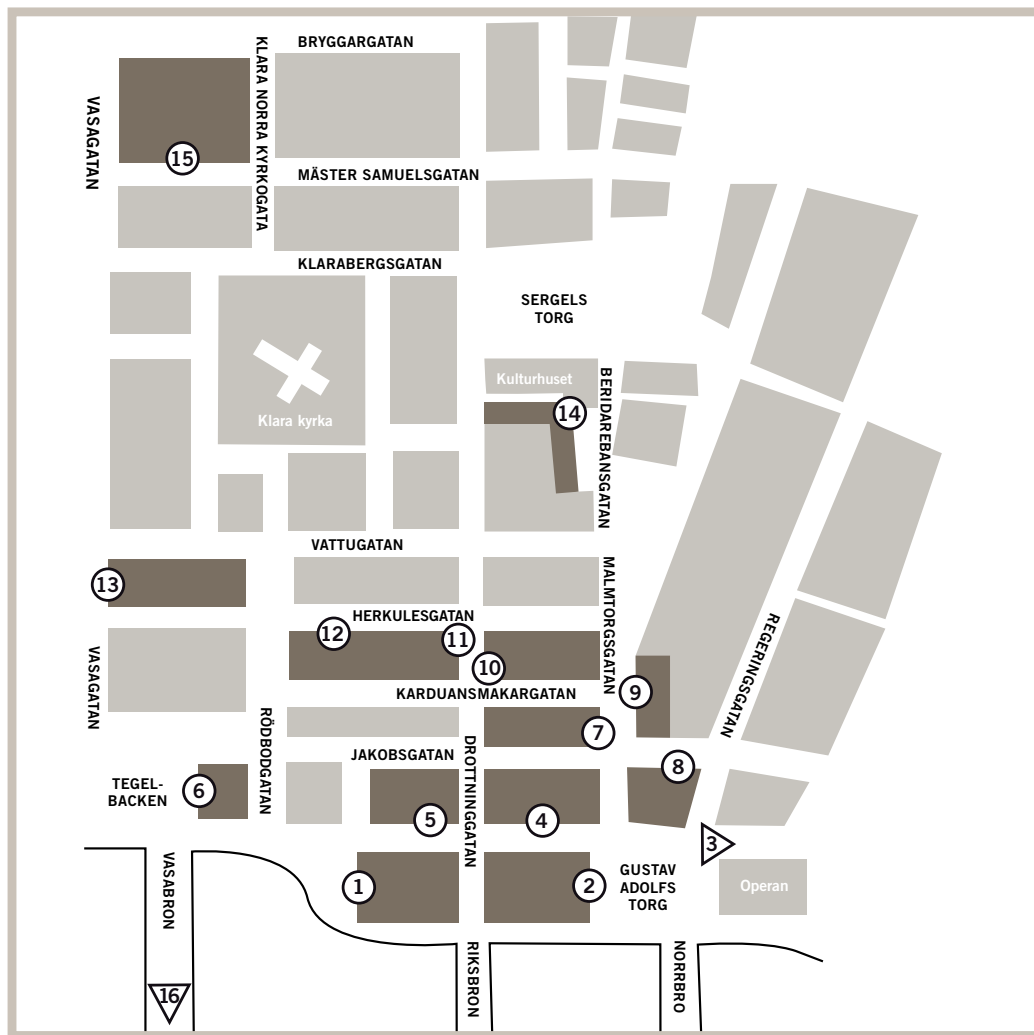 BRYGGARGATAN
KLARA NORRA KYRKOGATA
VASAGATAN
15
MÄSTER SAMUELSGATAN
KLARABERGSGATAN
SERGELS
TORG
Kulturhuset
BERIDAREBANSGATAN
14
Klara kyrka
VATTUGATAN
13
MALMTORGSGATAN
HERKULESGATAN
12
11
10
REGERINGSGATAN
VASAGATAN
KARDUANSMAKARGATAN
9
RÖDBODGATAN
7
DROTTNINGGATAN
JAKOBSGATAN
8
TEGEL-
BACKEN
6
5
4
3
VASABRON
1
2
GUSTAV
ADOLFS
TORG
Operan
RIKSBRON
NORRBRO
16